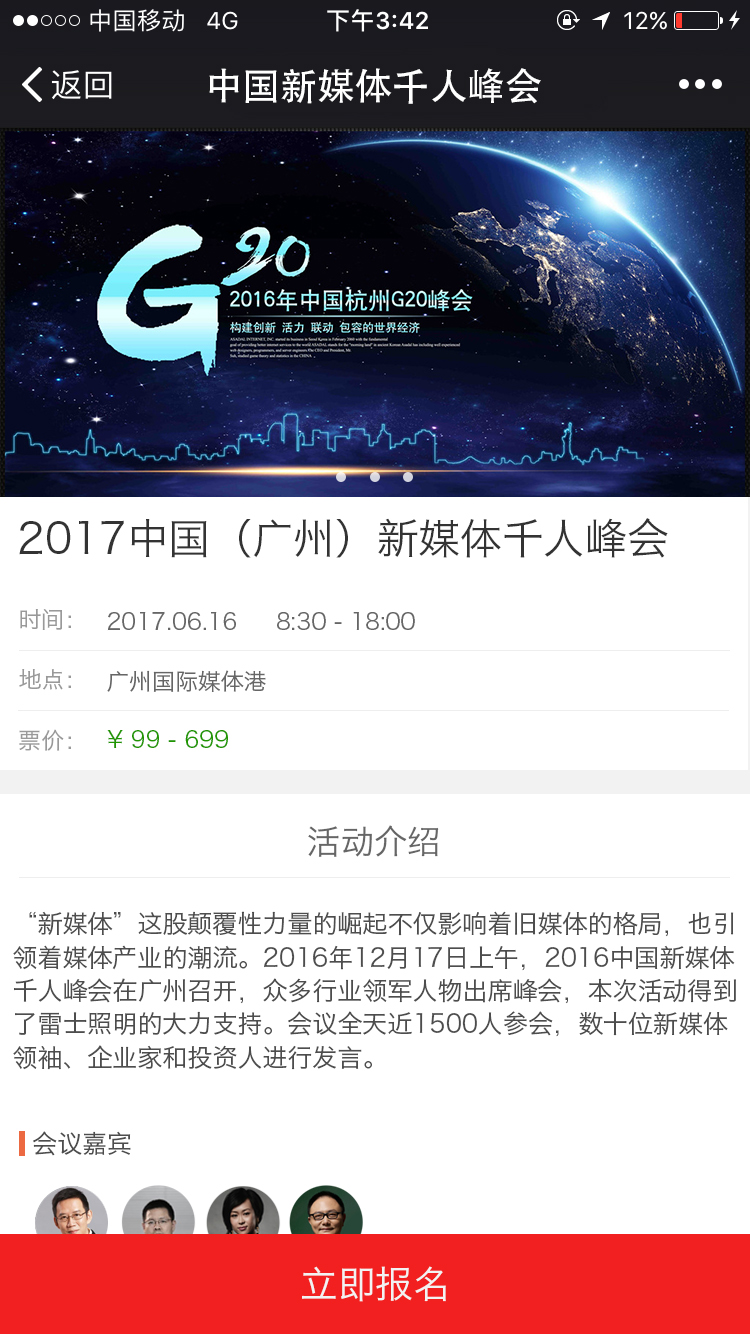 中国移动 4G 下午3:42 12%
返回 中国新媒体千人峰会
G20
2016年中国杭州G20峰会
构建创新 活力 联动 包容的世界经济
2017中国（广州）新媒体千人峰会
时间： 2017.06.16 8:30 - 18:00
地点： 广州国际媒体港
票价： ¥ 99 - 699
活动介绍
“新媒体”这股颠覆性力量的崛起不仅影响着旧媒体的格局，也引
领着媒体产业的潮流。2016年12月17日上午，2016中国新媒体
千人峰会在广州召开，众多行业领军人物出席峰会，本次活动得到
了雷士照明的大力支持。会议全天近1500人参会，数十位新媒体
领袖、企业家和投资人进行发言。
会议嘉宾
立即报名